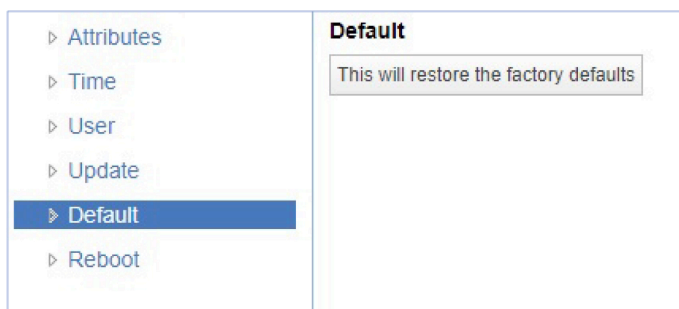 Attributes
Time
User
Update
Default
Reboot
Default
This will restore the factory defaults